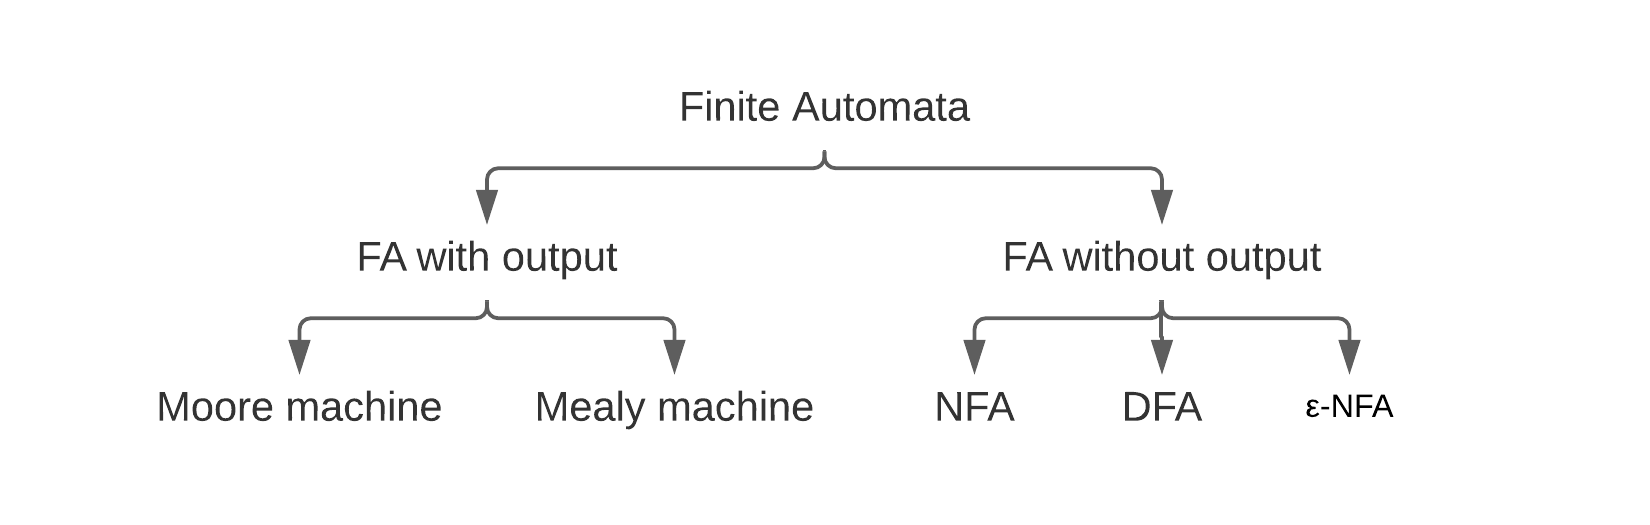 Finite Automata
FA with output
FA without output
Moore machine
Mealy machine
NFA
DFA
ε-NFA